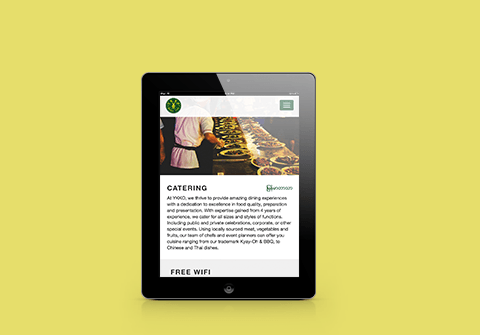 CATERING
At YKKO, we thrive to provide amazing dining experiences
with a dedication to excellence in food quality, preparation
and presentation. With expertise gained from 4 years of
experience, we cater for all sizes and styles of functions.
Including public and private celebrations, corporate, or other
special events. Using locally sourced meat, vegetables and
fruits, our team of chefs and event planners can offer you
cuisine ranging from our trademark Kyay-Oh & BBQ, to
Chinese and Thai dishes.
FREE WIFI